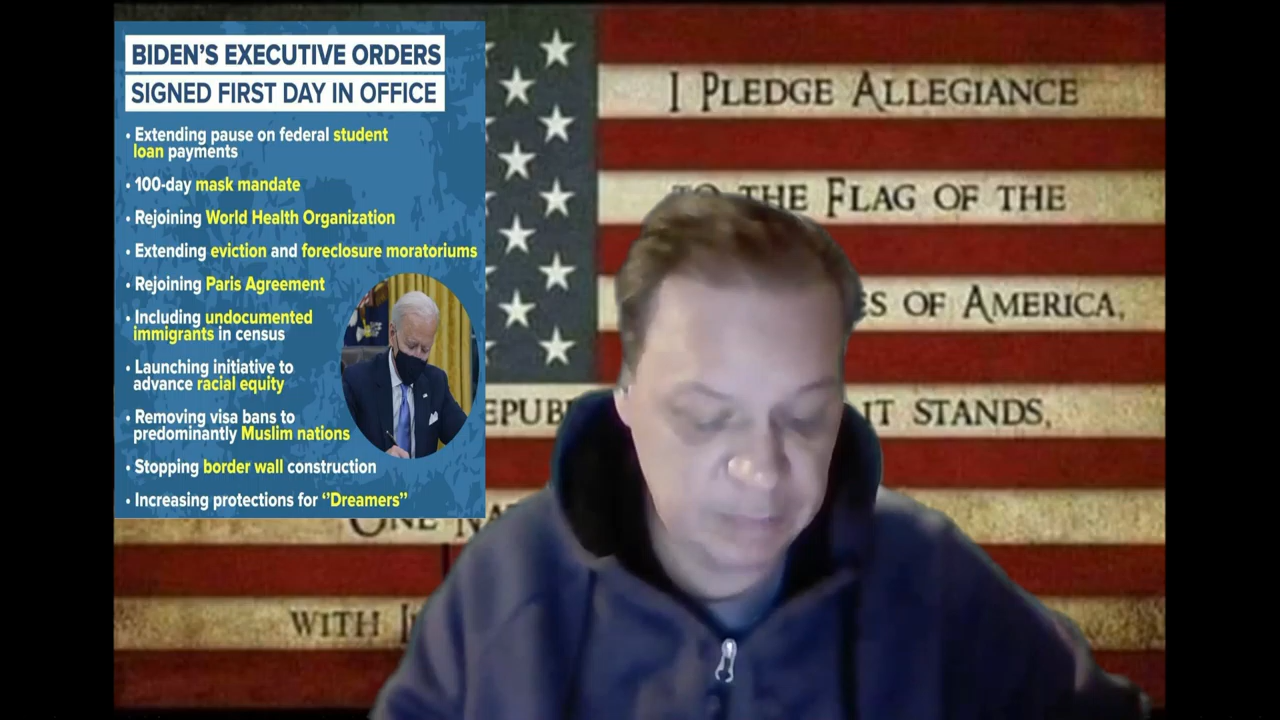 BIDEN'S EXECUTIVE ORDERS
SIGNED FIRST DAY IN OFFICE
• Extending pause on federal student
loan payments
• 100-day mask mandate
• Rejoining World Health Organization
• Extending eviction and foreclosure moratoriums
• Rejoining Paris Agreement
• Including undocumented
immigrants in census
• Launching initiative to
advance racial equity
• Removing visa bans to
predominantly Muslim nations
• Stopping border wall construction
• Increasing protections for ‘'Dreamers’'
I PLEDGE ALLEGIANCE
TO THE FLAG OF THE
OF AMERICA,
IT STANDS,
ONE
WITH